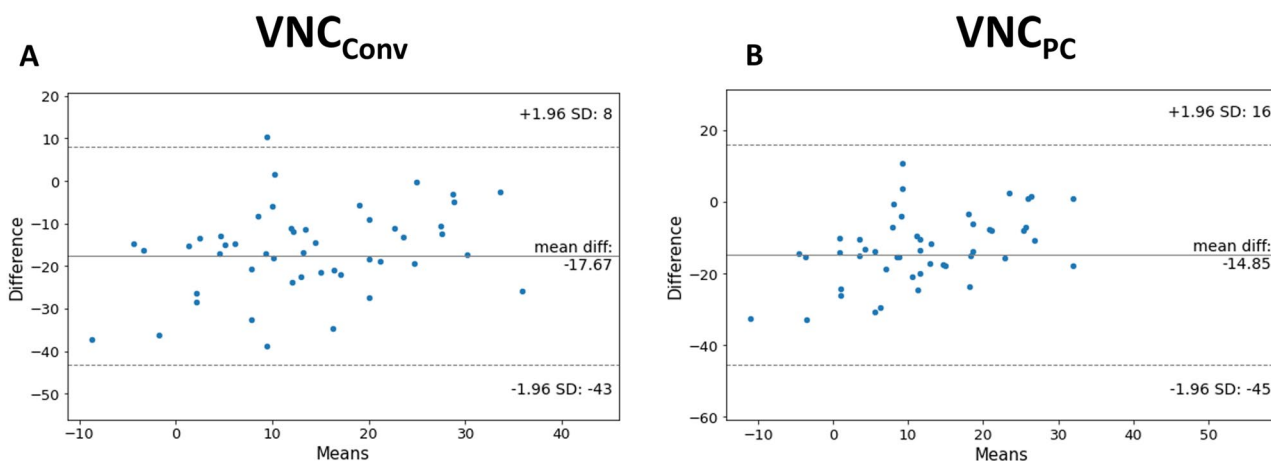 VNCConv
VNCPC
A
B
20
10
0
−10
−20
−30
−40
−50
Difference
+1.96 SD: 8
mean diff:
-17.67
-1.96 SD: -43
−10
0
10
20
30
40
Means
20
0
−20
−40
−60
Difference
+1.96 SD: 16
mean diff:
-14.85
-1.96 SD: -45
−10
0
10
20
30
40
50
Means